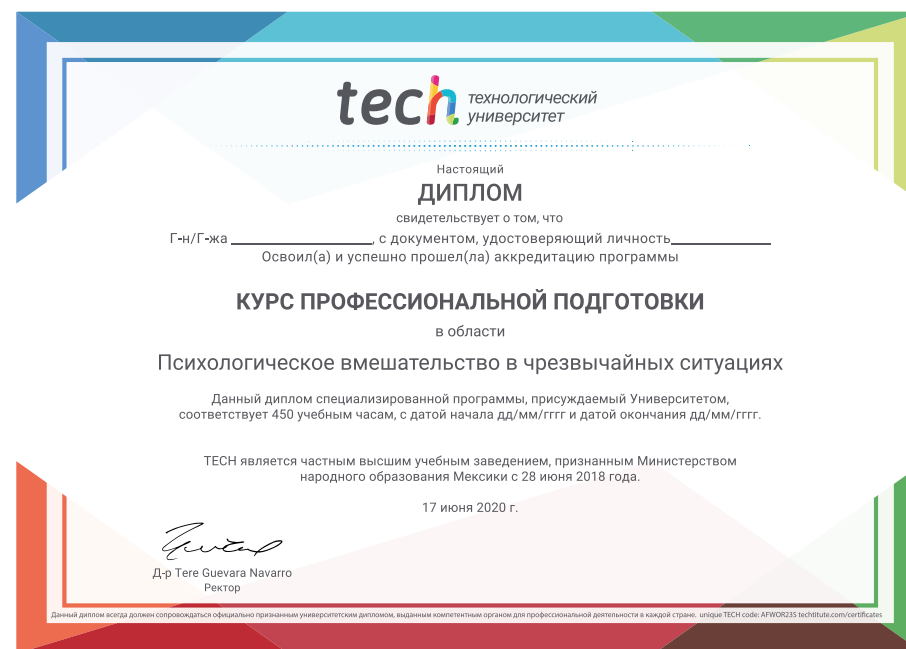 tech технологический
университет
Настоящий
ДИПЛОМ
свидетельствует о том, что
Г-н/Г-жа ________________, с документом, удостоверяющий личность____________
Освоил(а) и успешно прошел(ла) аккредитацию программы
КУРС ПРОФЕССИОНАЛЬНОЙ ПОДГОТОВКИ
в области
Психологическое вмешательство в чрезвычайных ситуациях
Данный диплом специализированной программы, присуждаемый Университетом,
соответствует 450 учебным часам, с датой начала дд/мм/гггг и датой окончания дд/мм/гггг.
TECH является частным высшим учебным заведением, признанным Министерством
народного образования Мексики с 28 июня 2018 года.
17 июня 2020 г.
Д-р Tere Guevara Navarro
Ректор
Данный диплом всегда должен сопровождаться официально признанным университетским дипломом, выданным компетентным органом для профессиональной деятельности в каждой стране. unique TECH code: AFWOR23S techtitute.com/certificates